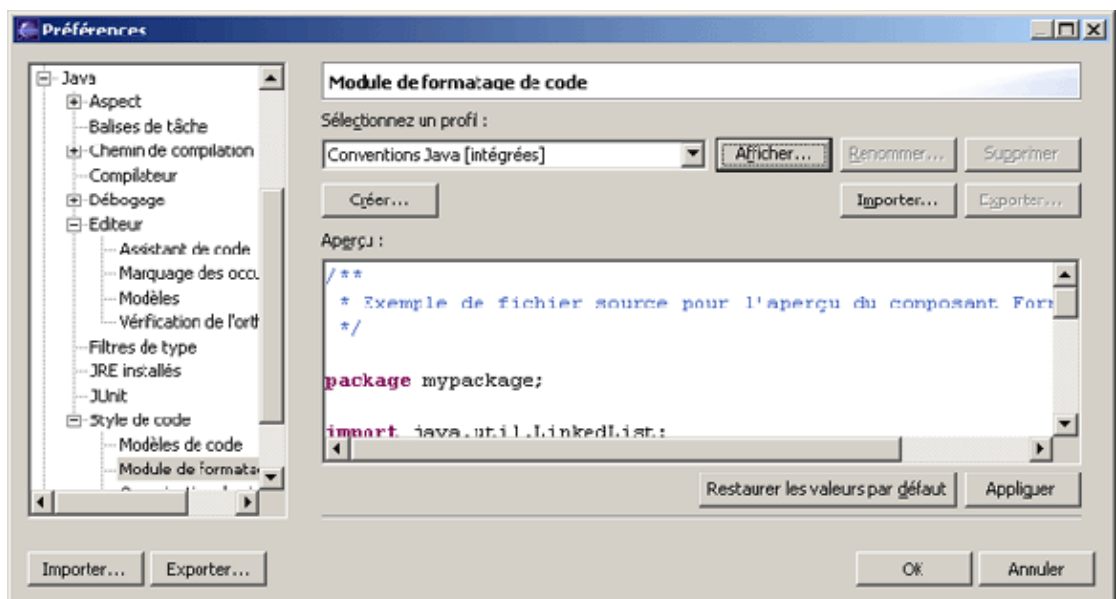 Préférences
Java
Aspect
Balises de tâche
Chemin de compilation
Compilateur
Débogage
Editeur
Assistant de code
Marquage des occu
Modèles
Vérification de l'orth
Filtres de type
JRE installés
JUnit
Style de code
Modèles de code
Module de formata
Module de formatage de code
Sélectionnez un profil :
Conventions Java [intégrées]
Afficher...
Renommer...
Supprimer
Créer...
Importer...
Exporter...
Aperçu :
/**
* Exemple de fichier source pour l'aperçu du composant Form
*/
package mypackage;
import java.util.LinkedList;
Restaurer les valeurs par défaut
Appliquer
Importer...
Exporter...
OK
Annuler